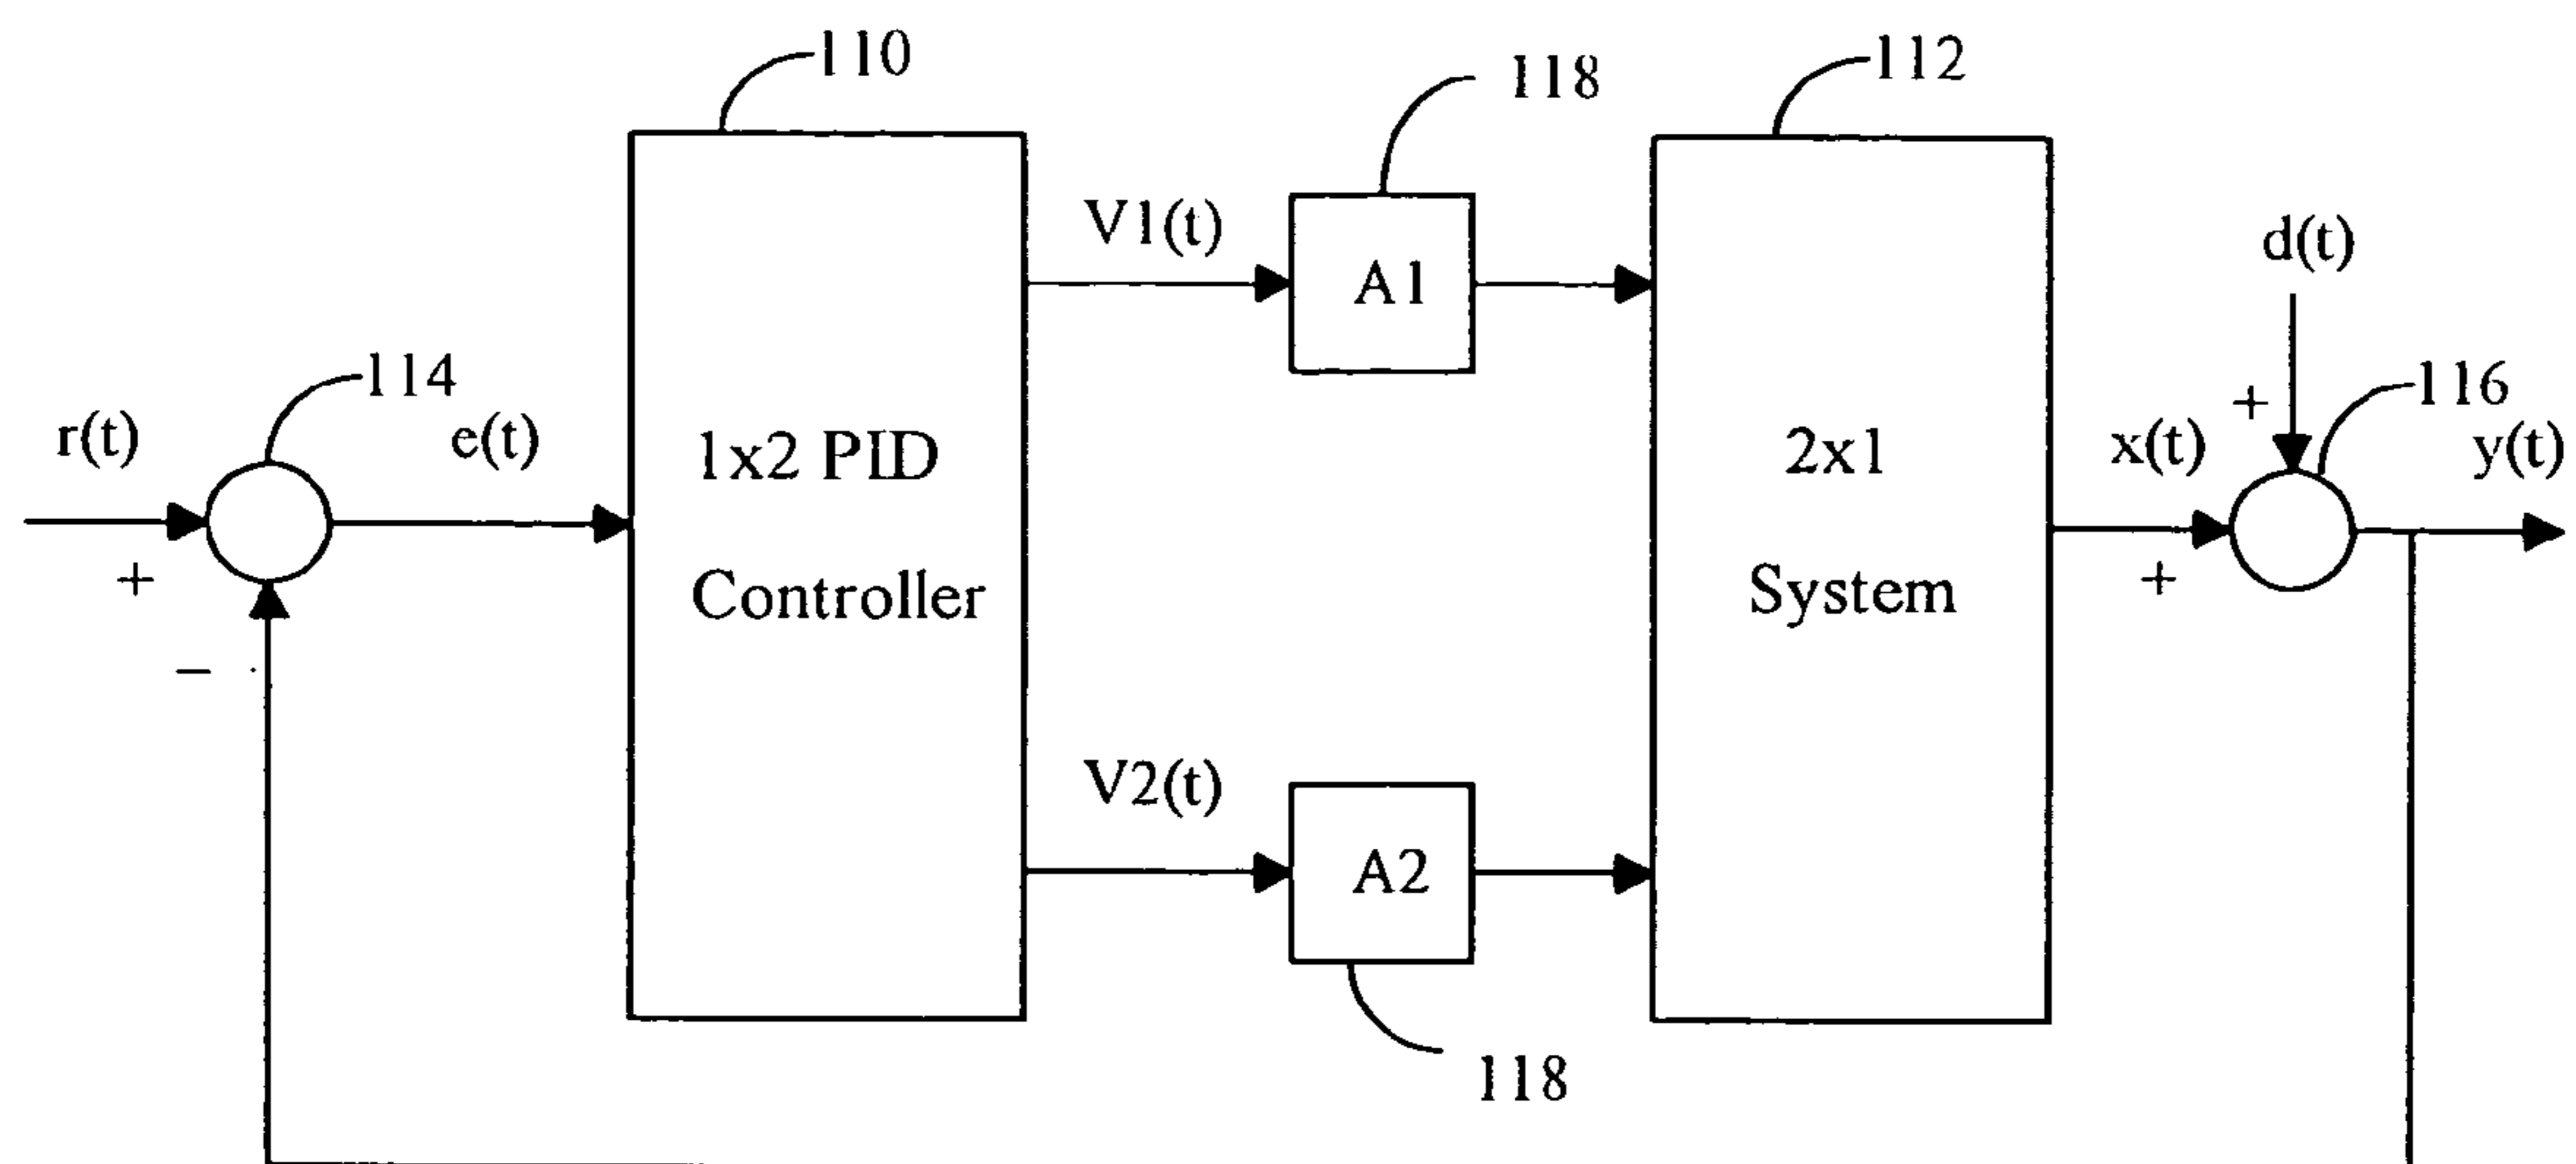 110
118
112
V1(t)
A1
d(t)
114
+
116
r(t)
e(t)
1x2 PID
Controller
2x1
System
x(t)
y(t)
+
+
−
V2(t)
A2
118